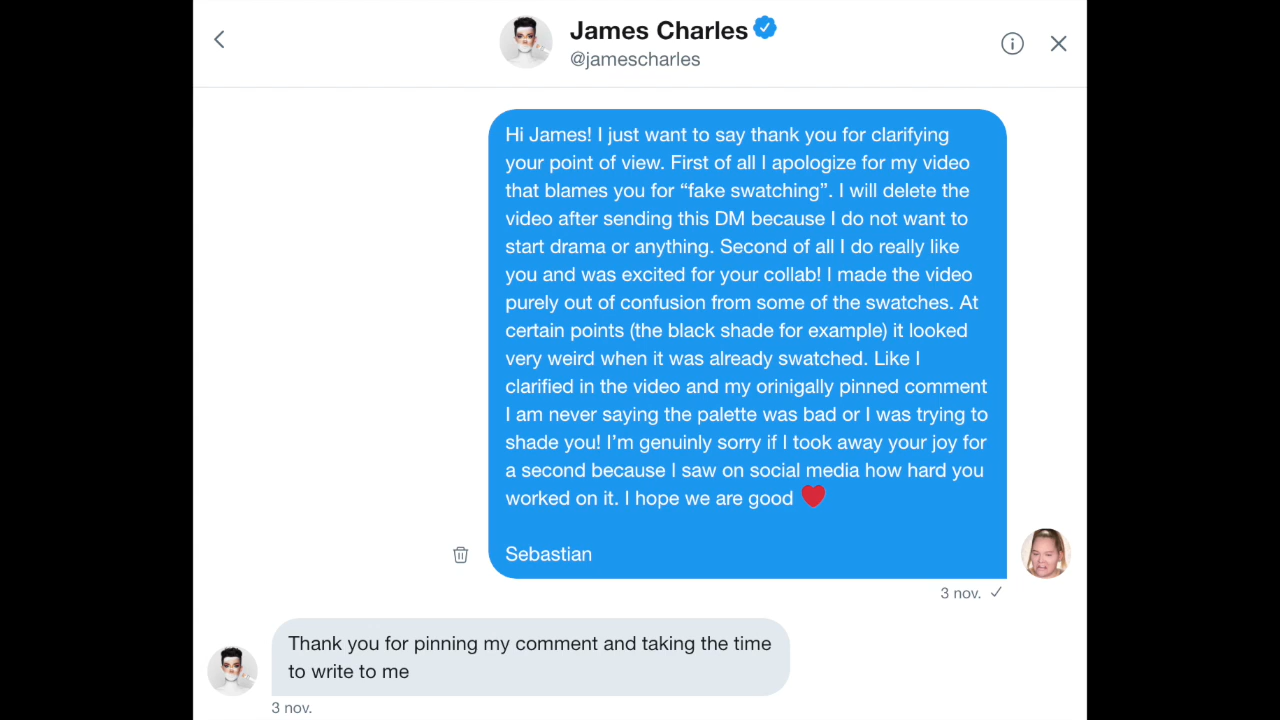 James Charles
@jamescharles
Hi James! I just want to say thank you for clarifying
your point of view. First of all I apologize for my video
that blames you for “fake swatching”. I will delete the
video after sending this DM because I do not want to
start drama or anything. Second of all I do really like
you and was excited for your collab! I made the video
purely out of confusion from some of the swatches. At
certain points (the black shade for example) it looked
very weird when it was already swatched. Like I
clarified in the video and my orinigally pinned comment
I am never saying the palette was bad or I was trying to
shade you! I’m genuinely sorry if I took away your joy for
a second because I saw on social media how hard you
worked on it. I hope we are good ❤️
Sebastian
3 nov.
Thank you for pinning my comment and taking the time
to write to me
3 nov.